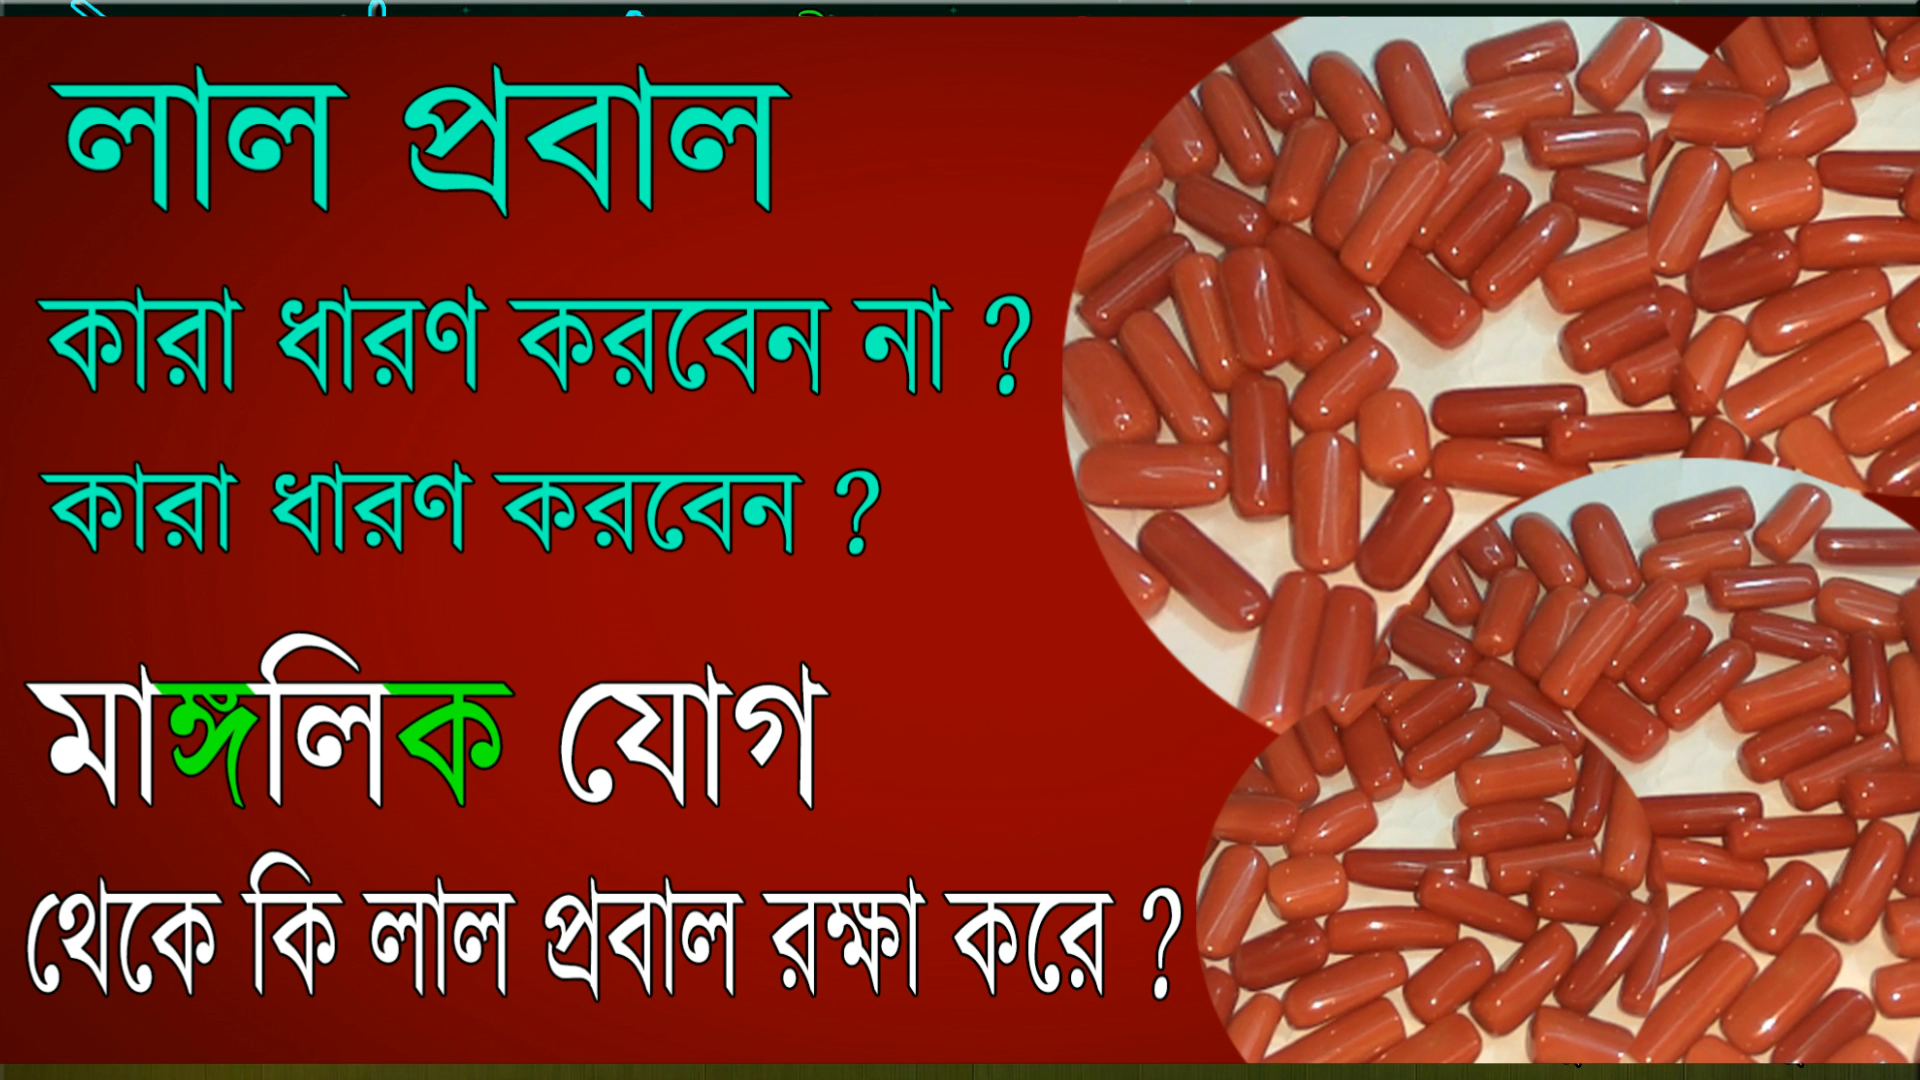 লাল প্রবাল
কারা ধারণ করবেন না ?
কারা ধারণ করবেন ?
মাঙ্গলিক যোগ
থেকে কি লাল প্রবাল রক্ষা করে ?